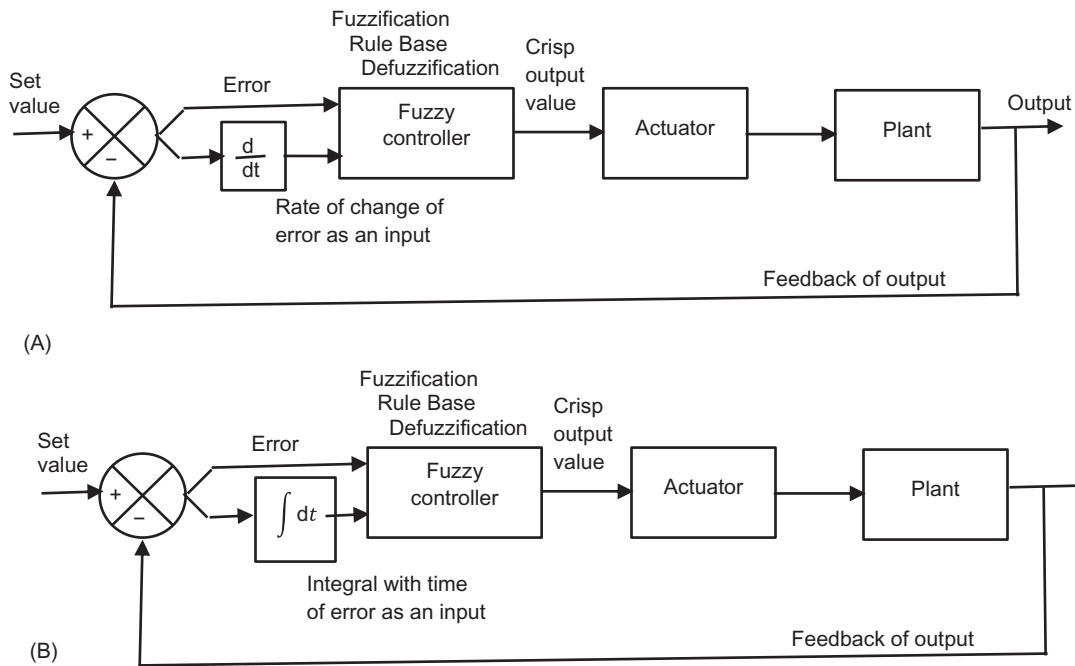 Fuzzification
Rule Base
Defuzzification
Set
value
Error
Crisp
output
value
Output
+
−
d
dt
Fuzzy
controller
Actuator
Plant
Rate of change of
error as an input
Feedback of output
(A)
Fuzzification
Rule Base
Defuzzification
Set
value
Error
Crisp
output
value
+
−
∫ dt
Fuzzy
controller
Actuator
Plant
Integral with time
of error as an input
Feedback of output
(B)